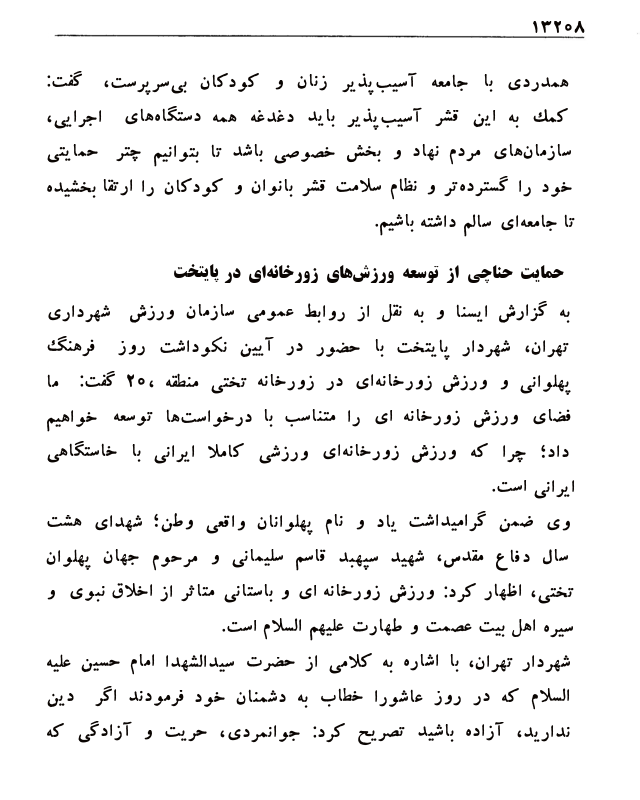 ۱۳۲۰۸
همدردی با جامعه آسیب‌پذیر زنان و کودکان بی‌سرپرست، گفت:
کمك به این قشر آسیب‌پذیر باید دغدغه همه دستگاه‌های اجرایی،
سازمان‌های مردم نهاد و بخش خصوصی باشد تا بتوانیم چتر حمایتی
خود را گسترده‌تر و نظام سلامت قشر بانوان و کودکان را ارتقا بخشیده
تا جامعه‌ای سالم داشته باشیم.
حمایت حناچی از توسعه ورزش‌های زورخانه‌ای در پایتخت
به گزارش ایسنا و به نقل از روابط عمومی سازمان ورزش شهرداری
تهران، شهردار پایتخت با حضور در آیین نکوداشت روز فرهنگ
پهلوانی و ورزش زورخانه‌ای در زورخانه تختی منطقه ۲۰، گفت: ما
فضای ورزش زورخانه ای را متناسب با درخواست‌ها توسعه خواهیم
داد؛ چرا که ورزش زورخانه‌ای ورزشی کاملا ایرانی با خاستگاهی
ایرانی است.
وی ضمن گرامیداشت یاد و نام پهلوانان واقعی وطن؛ شهدای هشت
سال دفاع مقدس، شهید سپهبد قاسم سلیمانی و مرحوم جهان پهلوان
تختی، اظهار کرد: ورزش زورخانه ای و باستانی متاثر از اخلاق نبوی و
سیره اهل بیت عصمت و طهارت علیهم السلام است.
شهردار تهران، با اشاره به کلامی از حضرت سیدالشهدا امام حسین علیه
السلام که در روز عاشورا خطاب به دشمنان خود فرمودند اگر دین
ندارید، آزاده باشید تصریح کرد: جوانمردی، حریت و آزادگی که